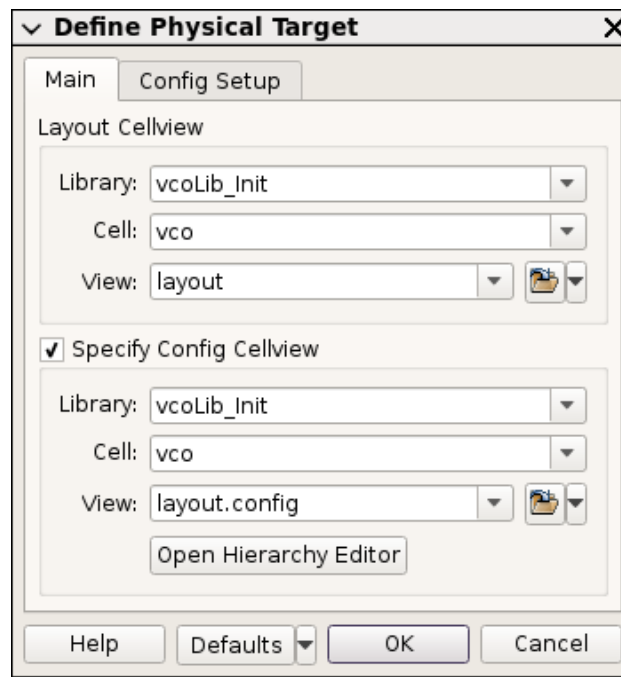 Define Physical Target
Main Config Setup
Layout Cellview
Library: vcoLib_Init
Cell: vco
View: layout
Specify Config Cellview
Library: vcoLib_Init
Cell: vco
View: layout.config
Open Hierarchy Editor
Help Defaults OK Cancel